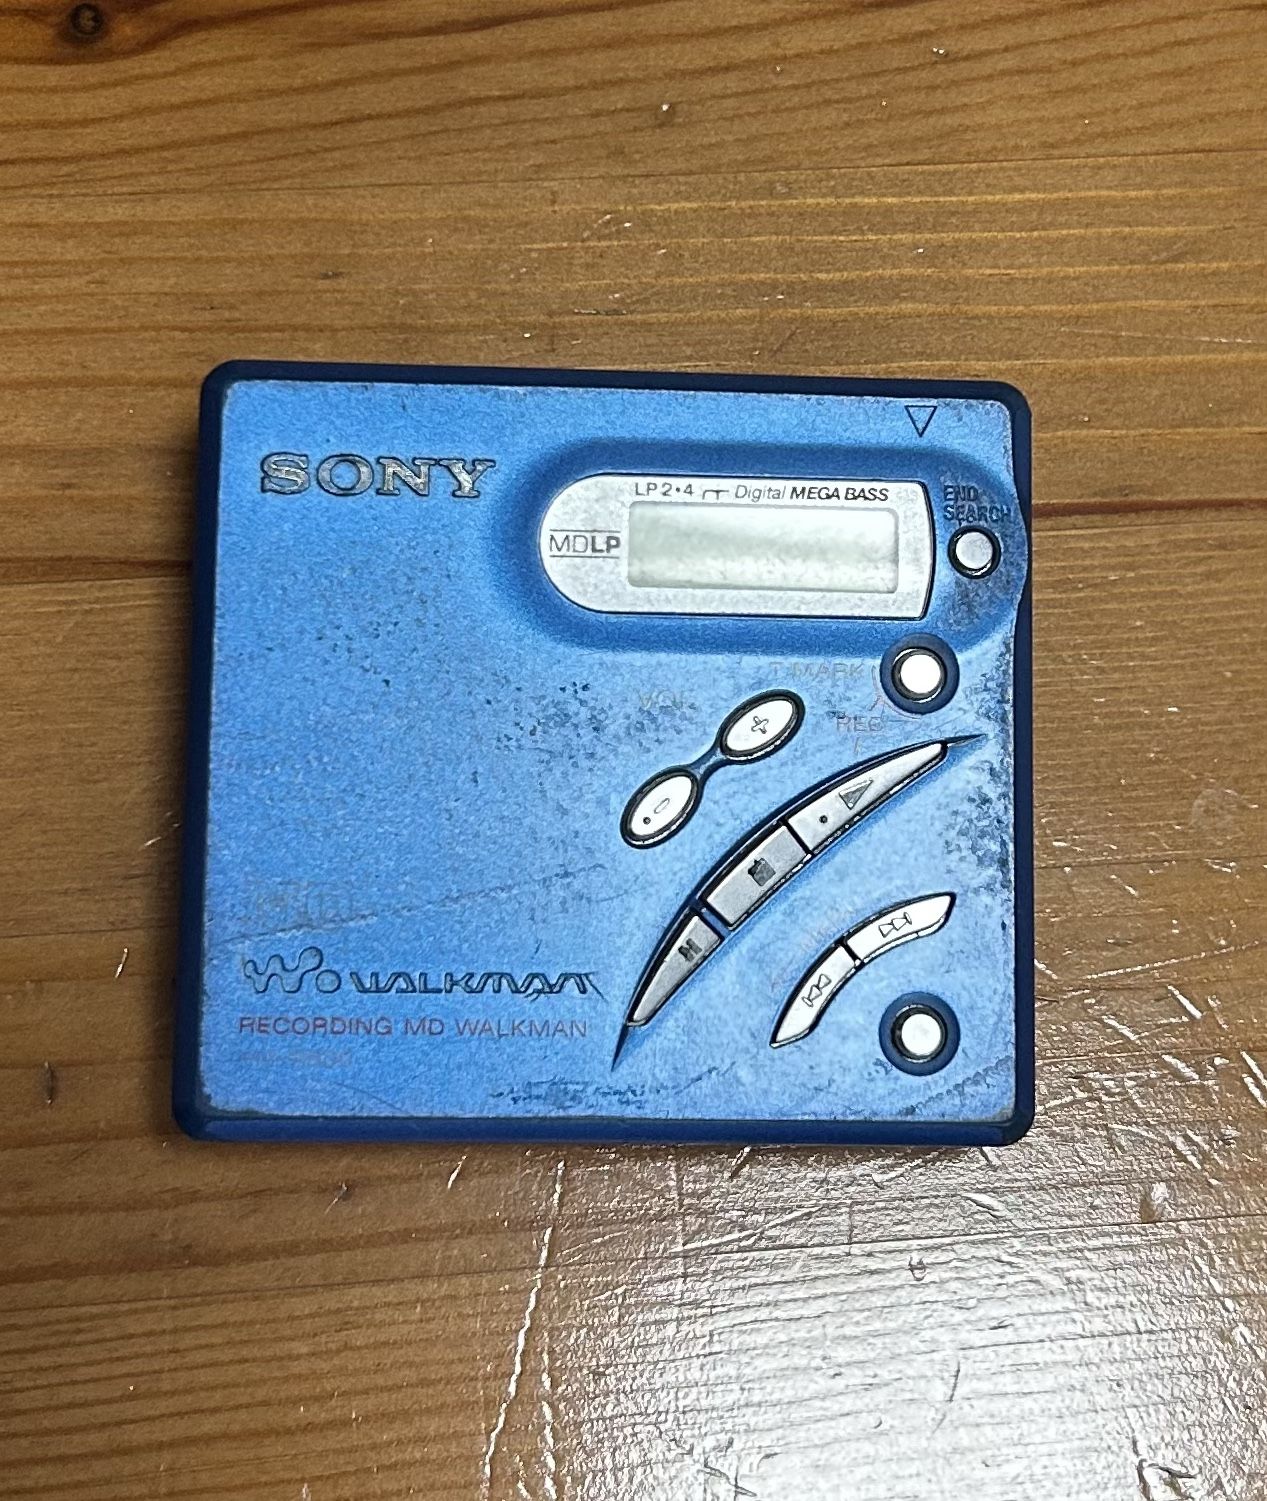 SONY
LP2•4 Digital MEGA BASS
MDLP
END
SEARCH
T MARK
REC
VOL
WALKMAN
RECORDING MD WALKMAN